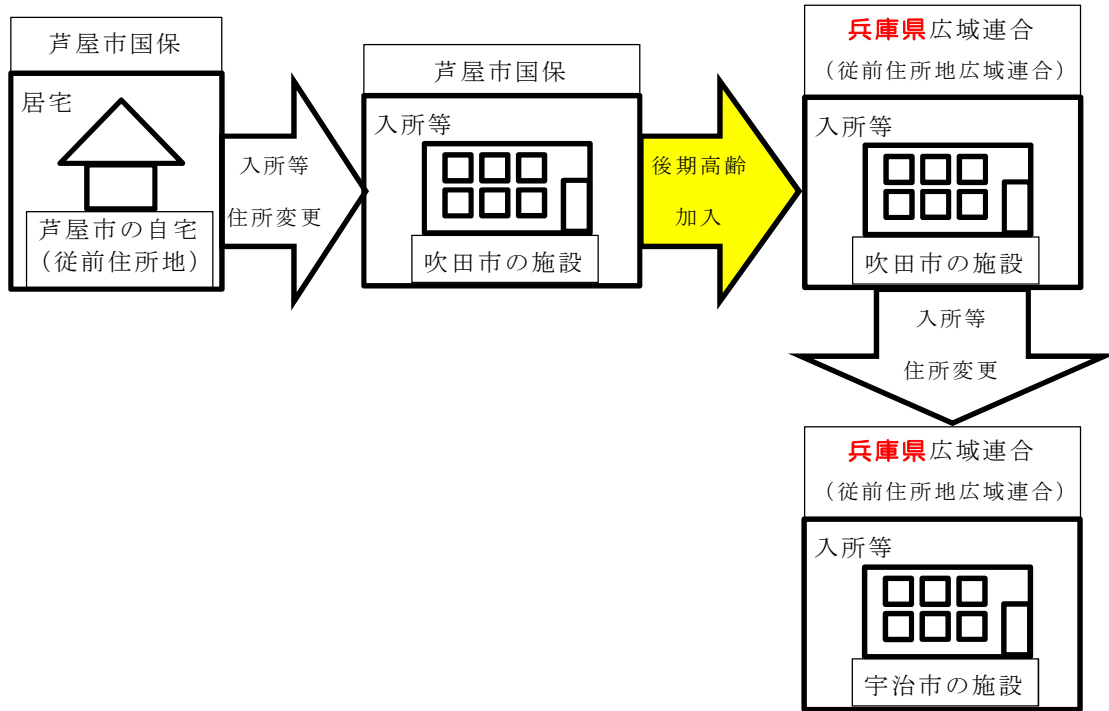 芦屋市国保
居宅
芦屋市の自宅
(従前住所地)
入所等
住所変更
芦屋市国保
入所等
吹田市の施設
後期高齢
加入
兵庫県広域連合
(従前住所地広域連合)
入所等
吹田市の施設
入所等
住所変更
兵庫県広域連合
(従前住所地広域連合)
入所等
宇治市の施設